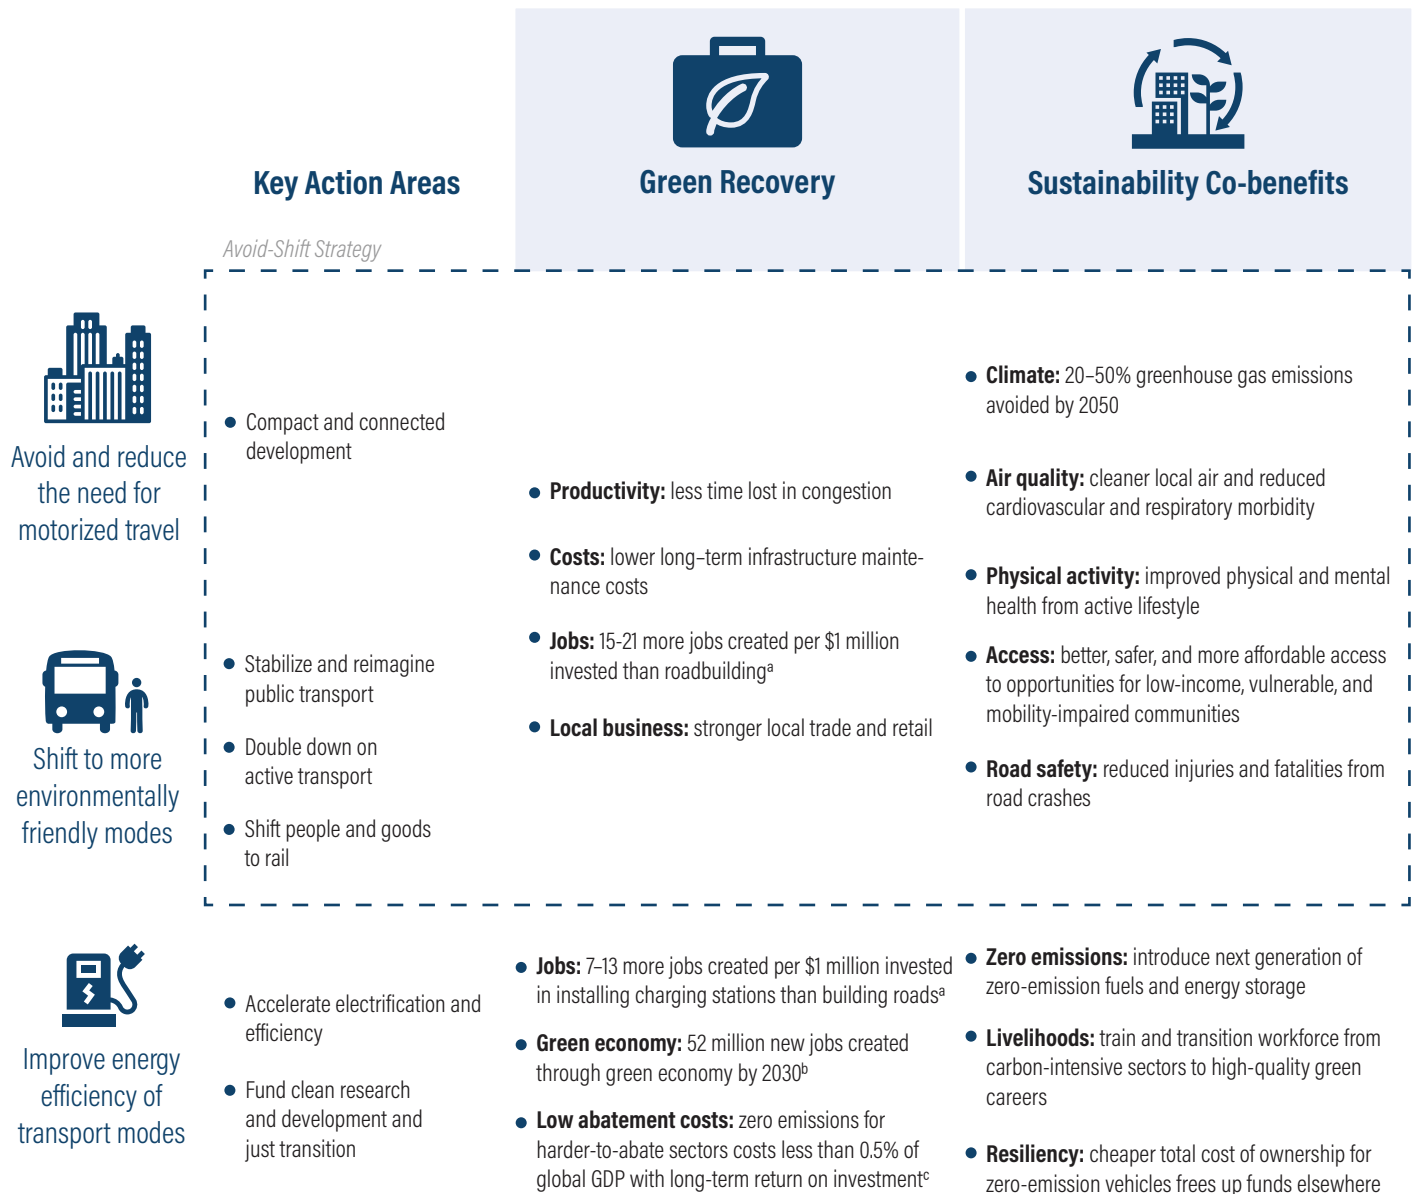 Key Action Areas
Green Recovery
Sustainability Co-benefits
Avoid-Shift Strategy
Avoid and reduce
the need for
motorized travel
• Compact and connected
development
Shift to more
environmentally
friendly modes
• Stabilize and reimagine
public transport
• Double down on
active transport
• Shift people and goods
to rail
• Productivity: less time lost in congestion
• Costs: lower long–term infrastructure mainte-
nance costs
• Jobs: 15-21 more jobs created per $1 million
invested than roadbuildingᵃ
• Local business: stronger local trade and retail
• Climate: 20–50% greenhouse gas emissions
avoided by 2050
• Air quality: cleaner local air and reduced
cardiovascular and respiratory morbidity
• Physical activity: improved physical and mental
health from active lifestyle
• Access: better, safer, and more affordable access
to opportunities for low-income, vulnerable, and
mobility-impaired communities
• Road safety: reduced injuries and fatalities from
road crashes
Improve energy
efficiency of
transport modes
• Accelerate electrification and
efficiency
• Fund clean research
and development and
just transition
• Jobs: 7–13 more jobs created per $1 million invested
in installing charging stations than building roadsᵃ
• Green economy: 52 million new jobs created
through green economy by 2030ᵇ
• Low abatement costs: zero emissions for
harder-to-abate sectors costs less than 0.5% of
global GDP with long-term return on investmentᶜ
• Zero emissions: introduce next generation of
zero-emission fuels and energy storage
• Livelihoods: train and transition workforce from
carbon-intensive sectors to high-quality green
careers
• Resiliency: cheaper total cost of ownership for
zero-emission vehicles frees up funds elsewhere